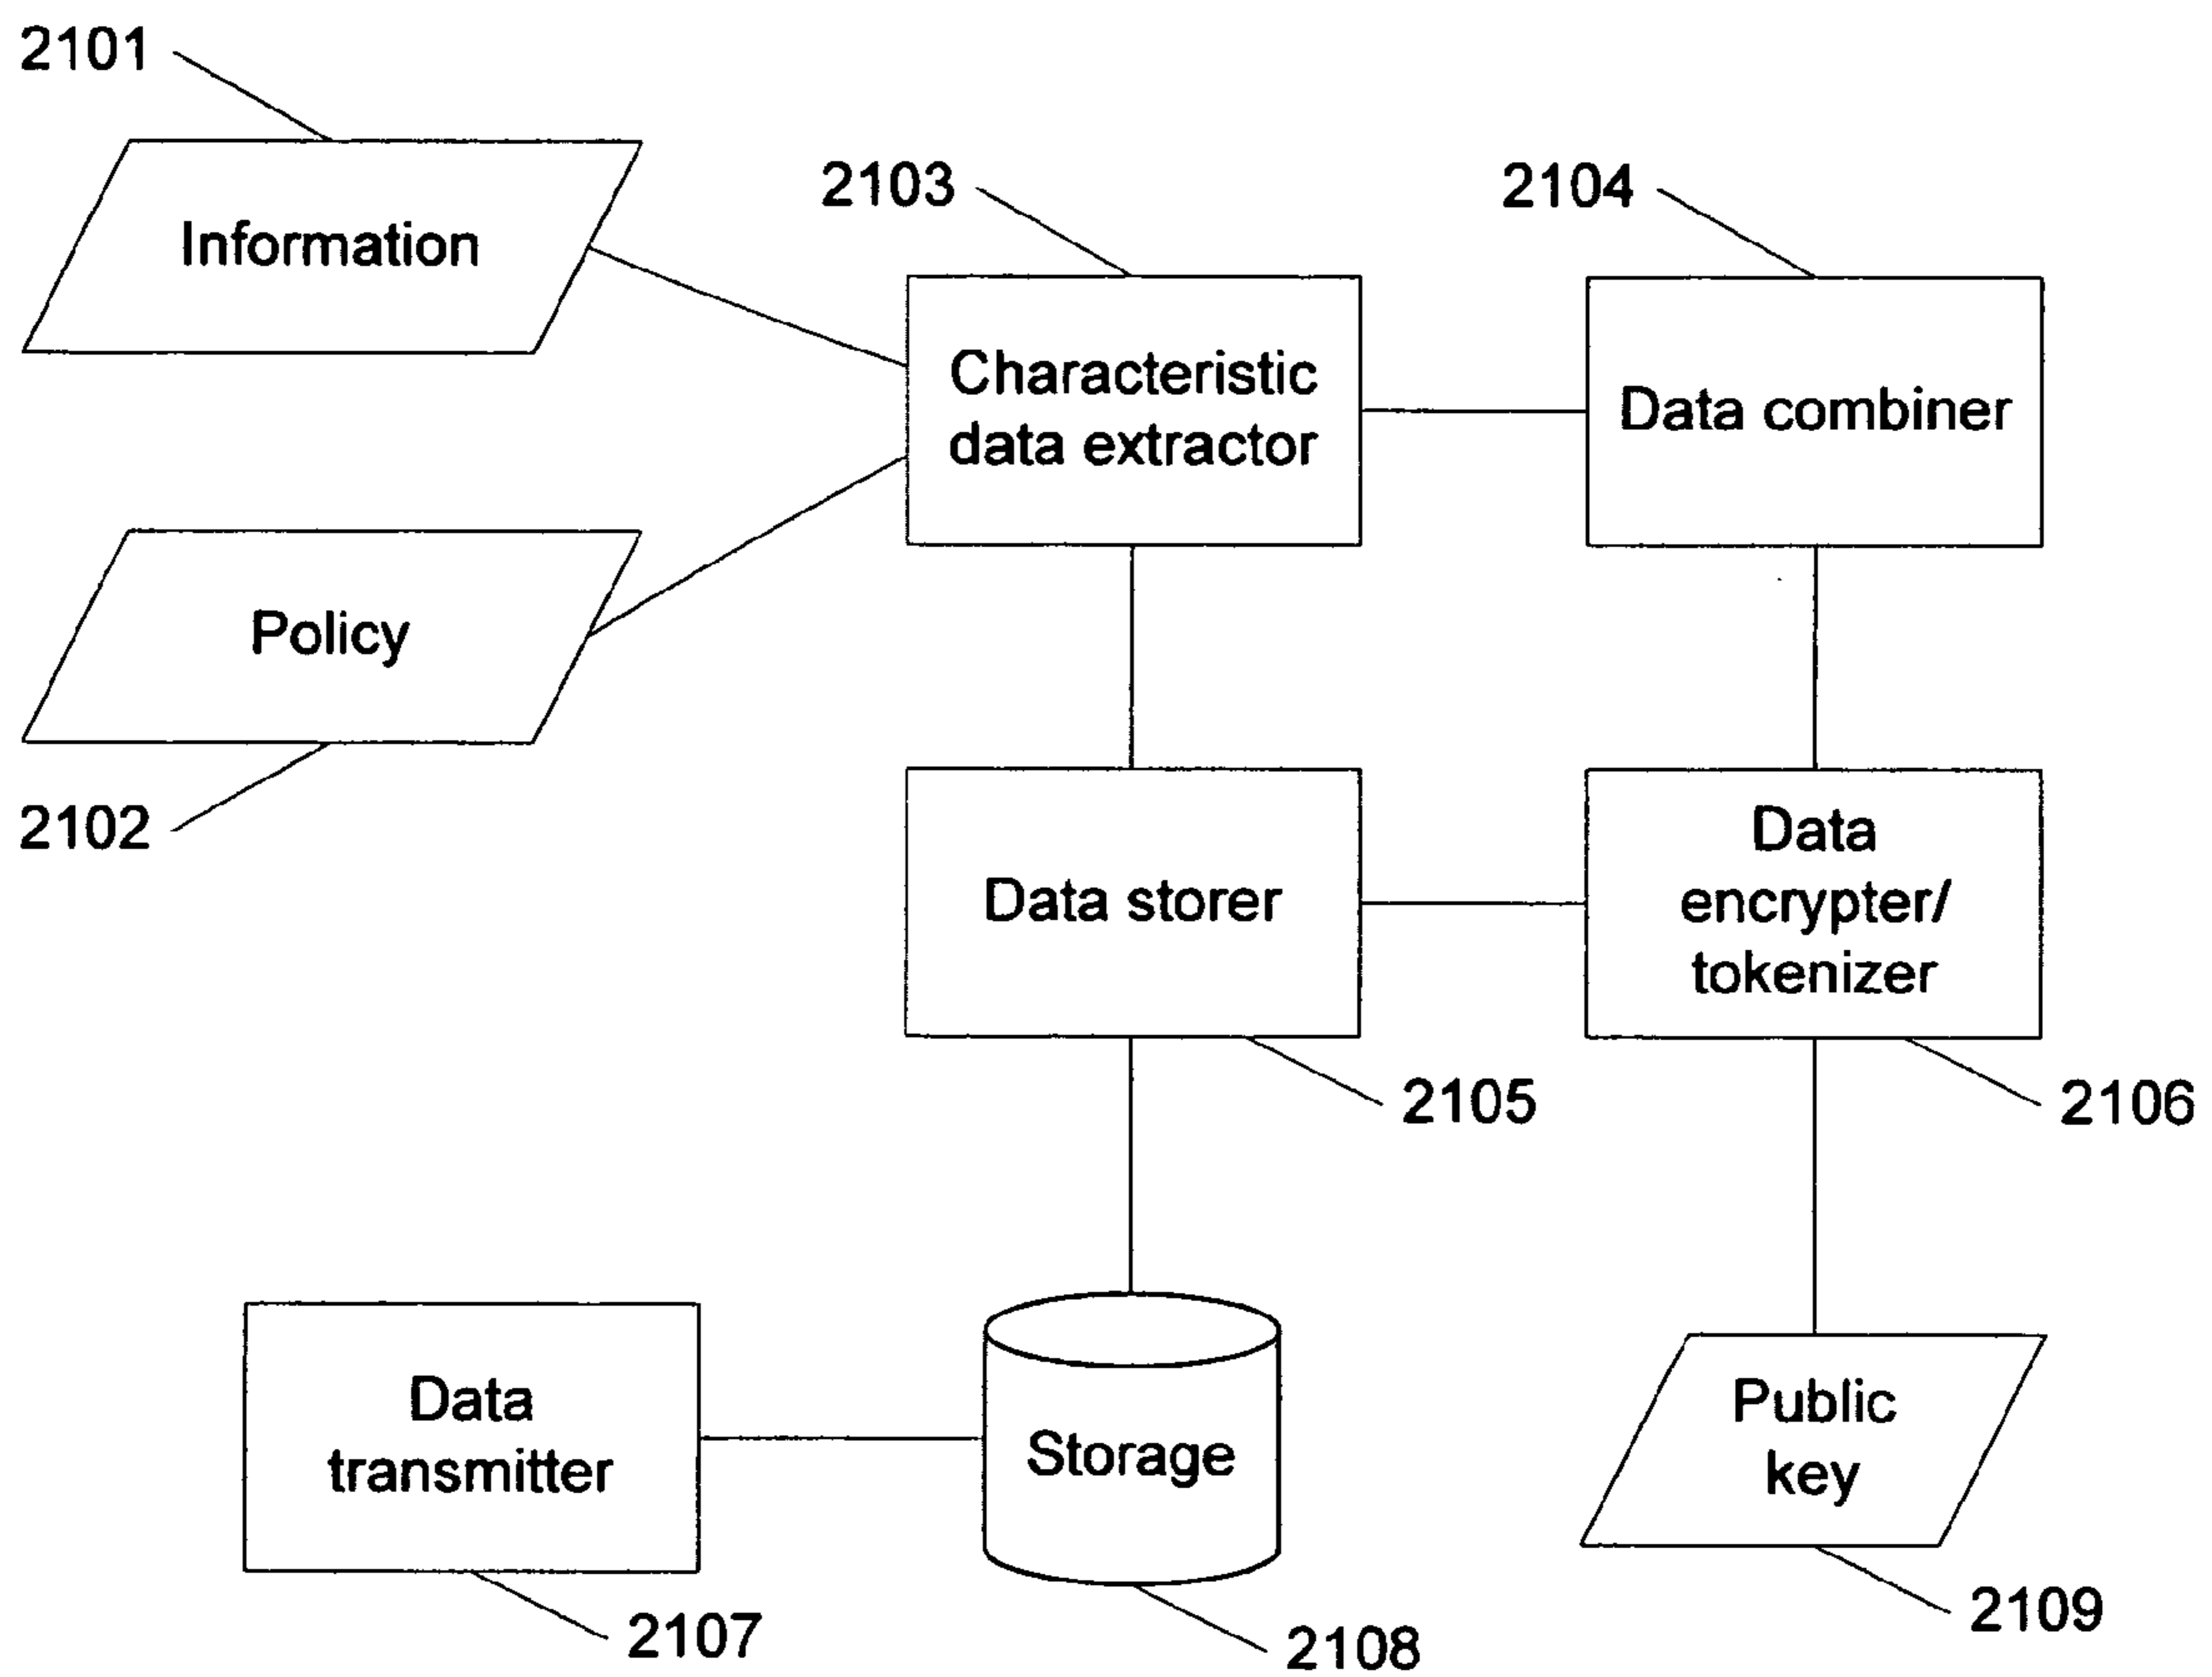 2101
Information
2103
2104
Characteristic
data extractor
Data combiner
Policy
2102
Data storer
Data
encrypter/
tokenizer
2105
2106
Data
transmitter
Storage
Public
key
2107
2108
2109